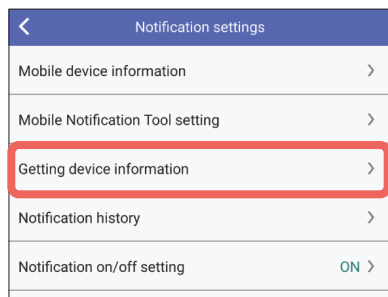 Notification settings
Mobile device information
Mobile Notification Tool setting
Getting device information
Notification history
Notification on/off setting ON